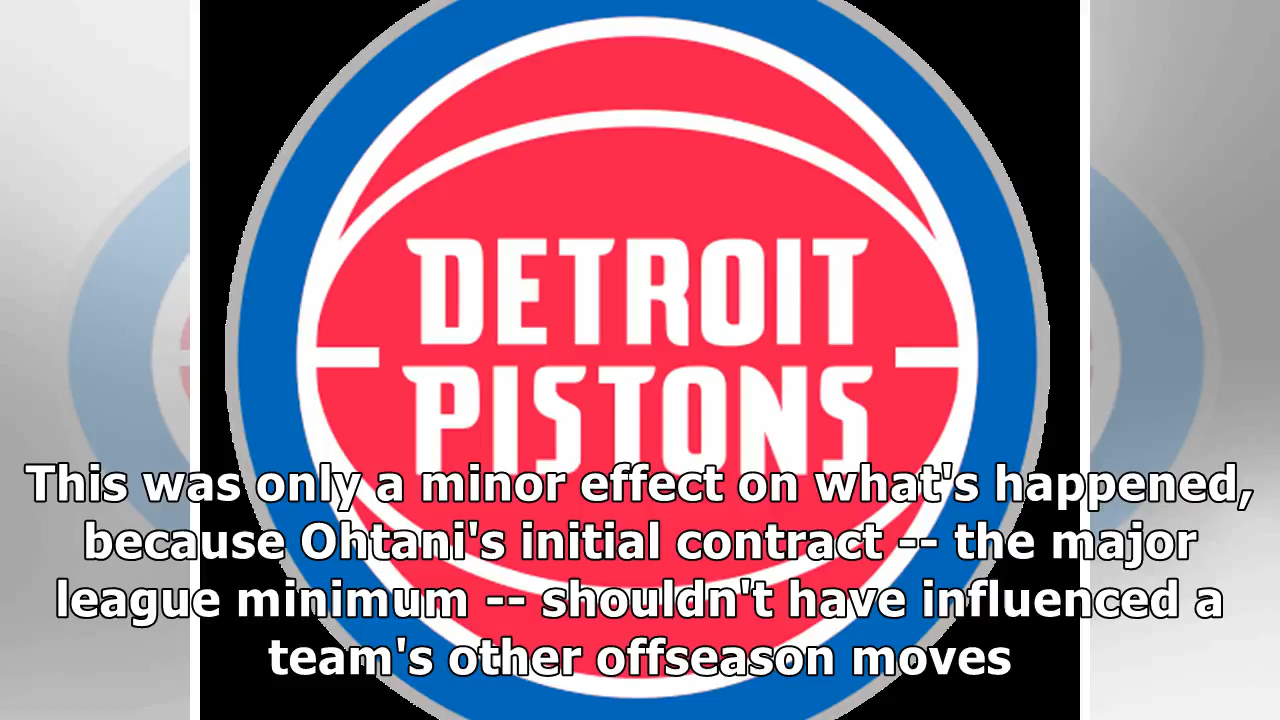 DETROIT
PISTONS
This was only a minor effect on what's happened,
because Ohtani's initial contract -- the major
league minimum -- shouldn't have influenced a
team's other offseason moves